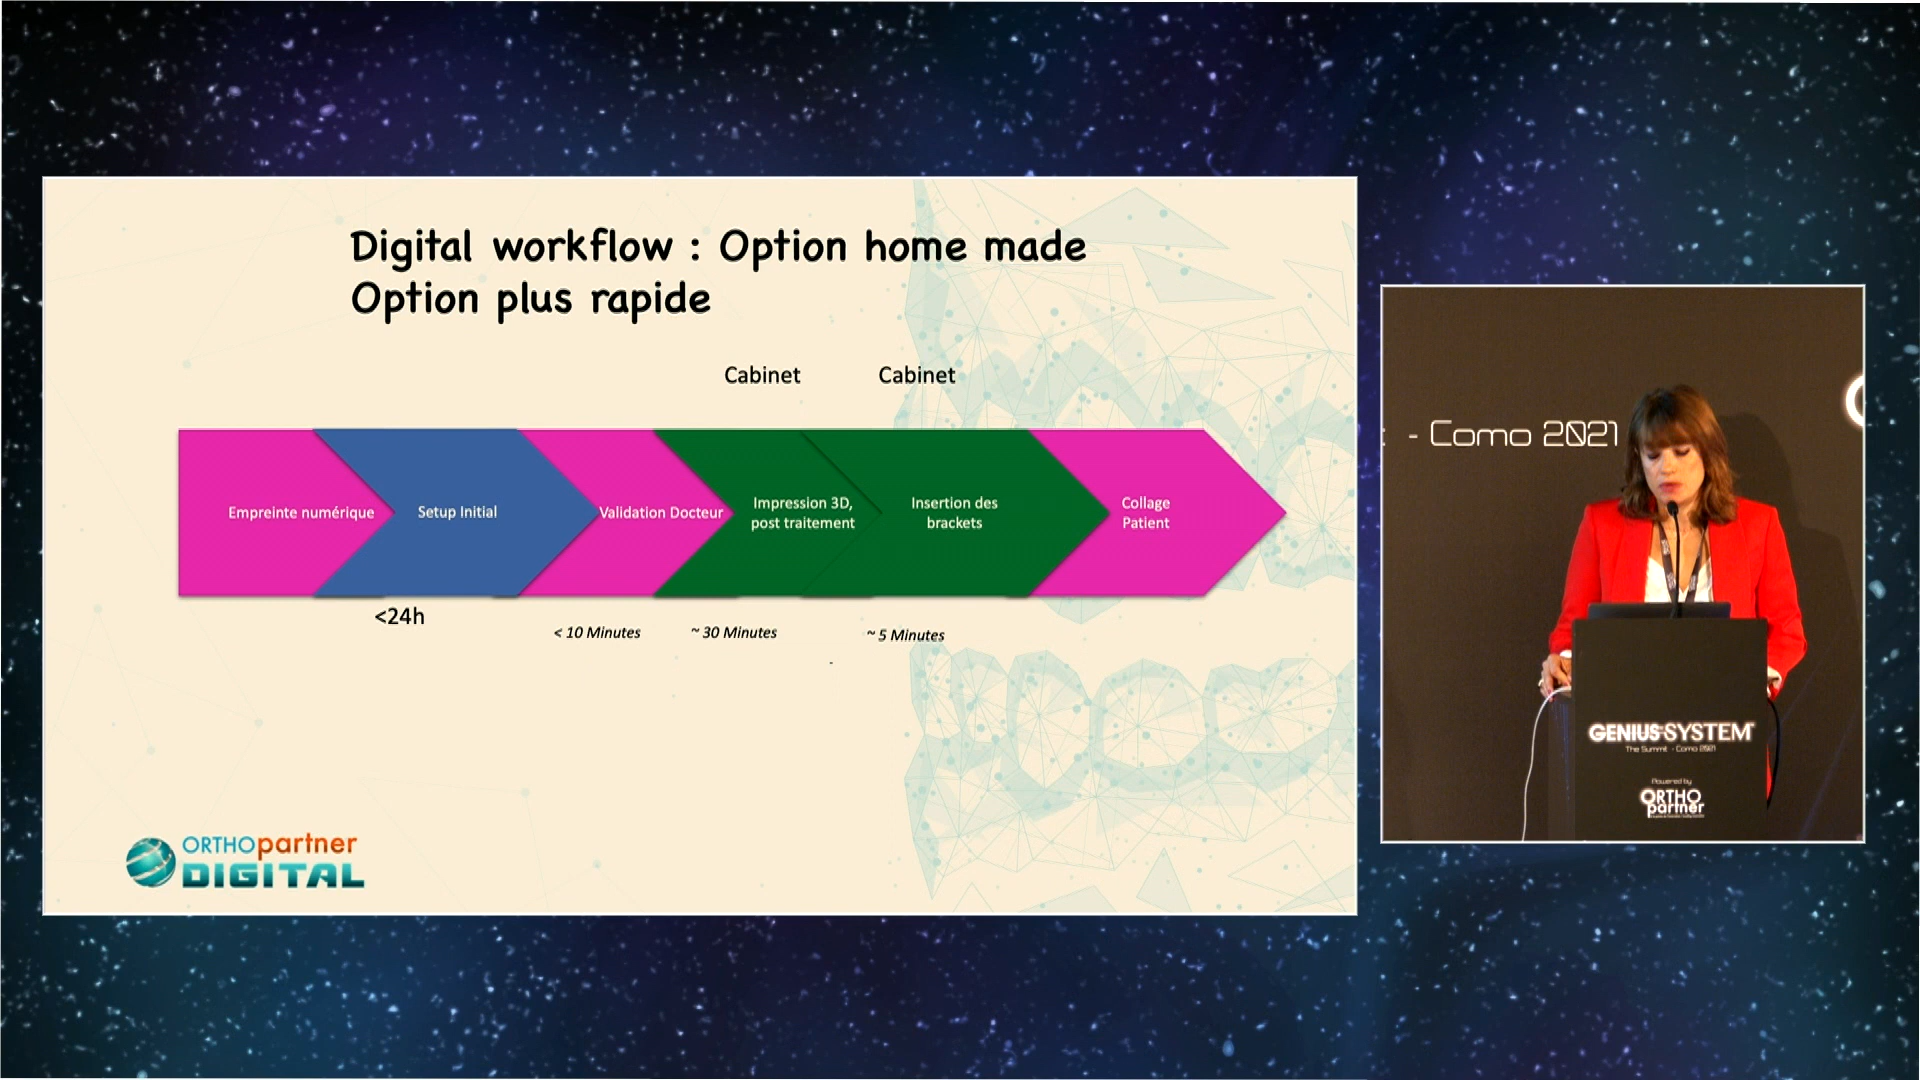 Digital workflow : Option home made
Option plus rapide
Cabinet
Cabinet
Empreinte numérique
Setup Initial
Validation Docteur
Impression 3D,
post traitement
Insertion des
brackets
Collage
Patient
<24h
< 10 Minutes
~ 30 Minutes
~ 5 Minutes
ORTHOpartner
DIGITAL
- Como 2021
GENIUS SYSTEM
The Summit - Como 2021
Powered by
ORTHO
partner